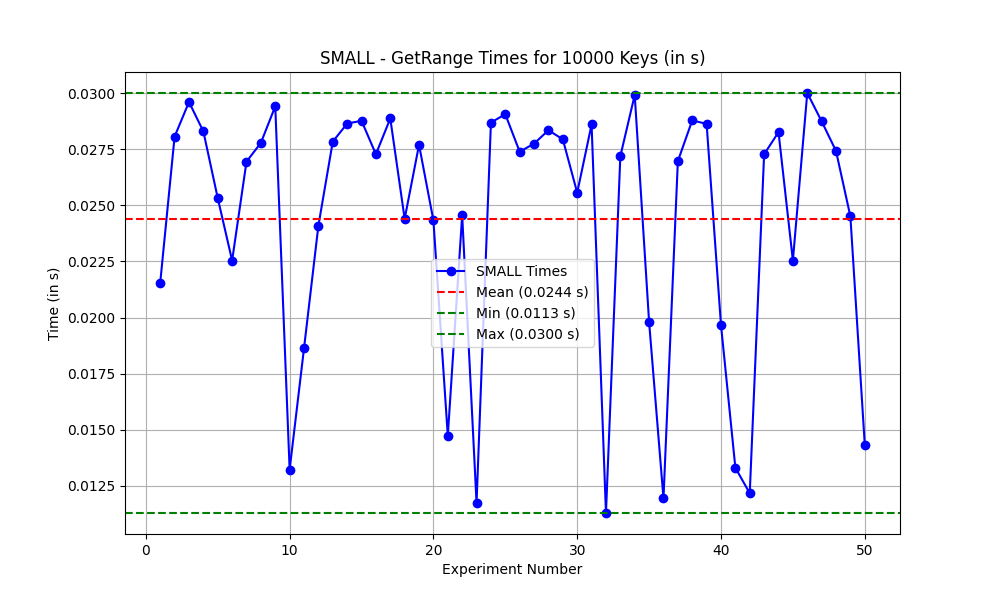 SMALL - GetRange Times for 10000 Keys (in s)
Time (in s)
0.0300
0.0275
0.0250
0.0225
0.0200
0.0175
0.0150
0.0125
SMALL Times
Mean (0.0244 s)
Min (0.0113 s)
Max (0.0300 s)
0 10 20 30 40 50
Experiment Number